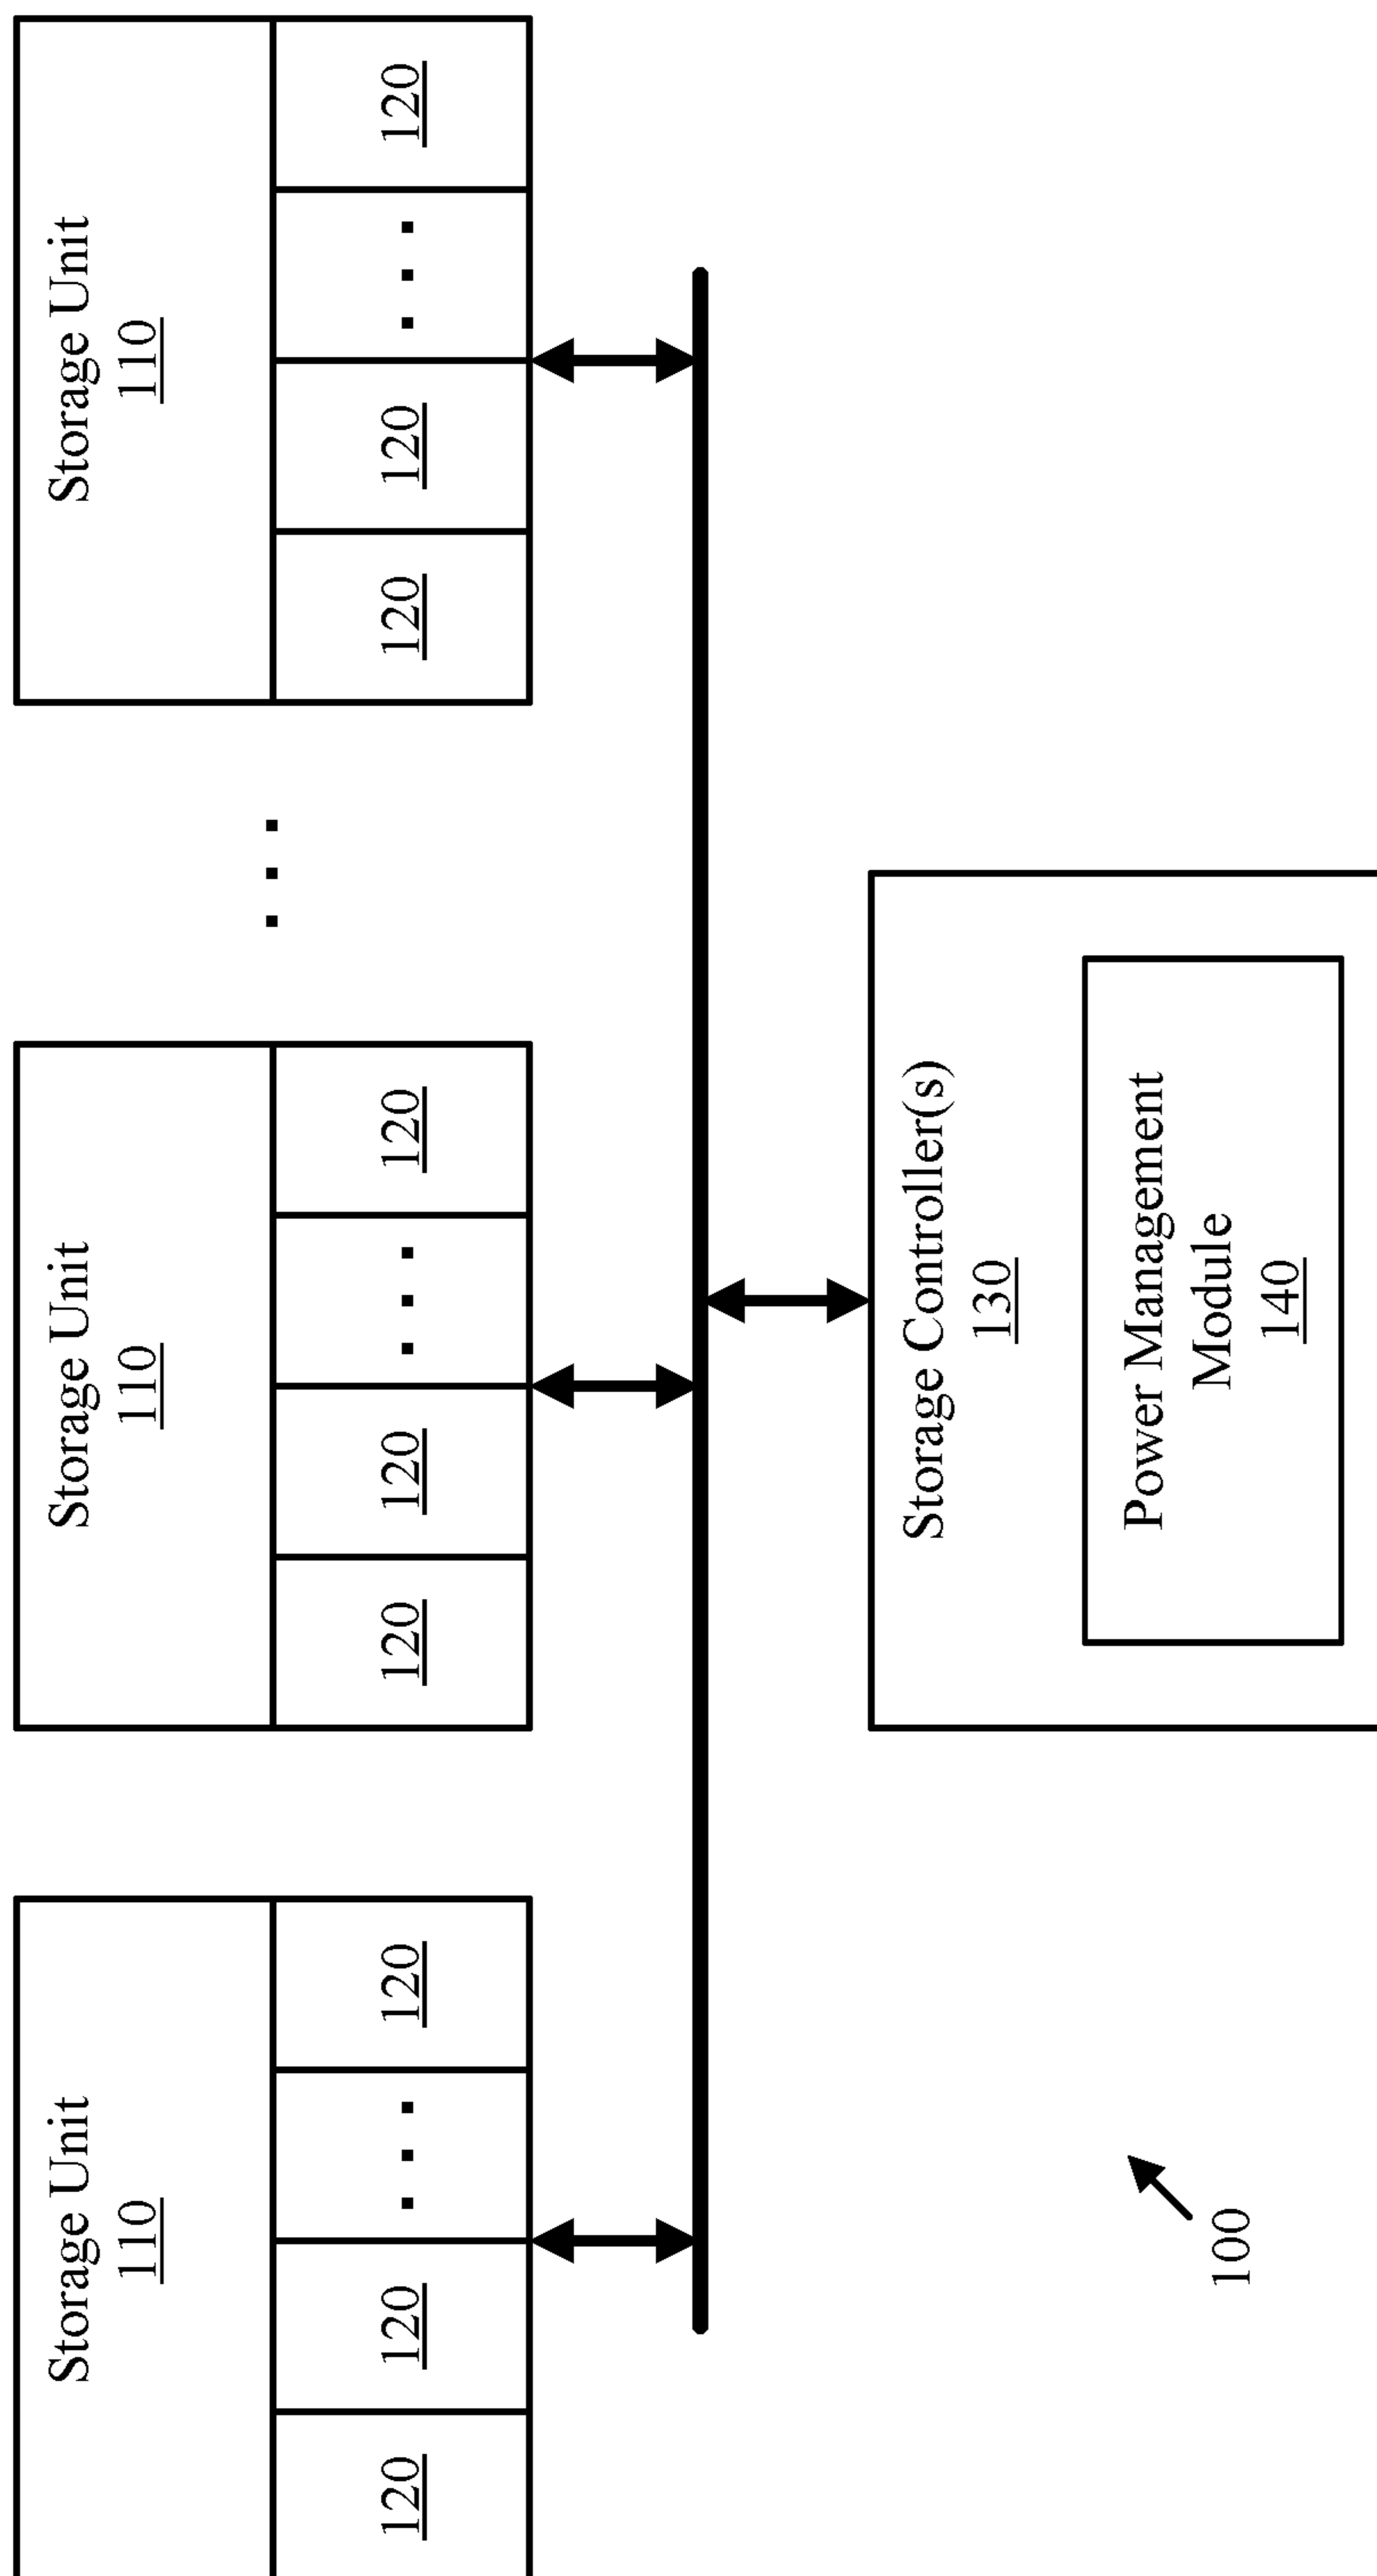 Storage Unit
110
120
120
. . .
120
Storage Unit
110
120
120
. . .
120
. . .
Storage Unit
110
120
120
. . .
120
Storage Controller(s)
130
Power Management
Module
140
100